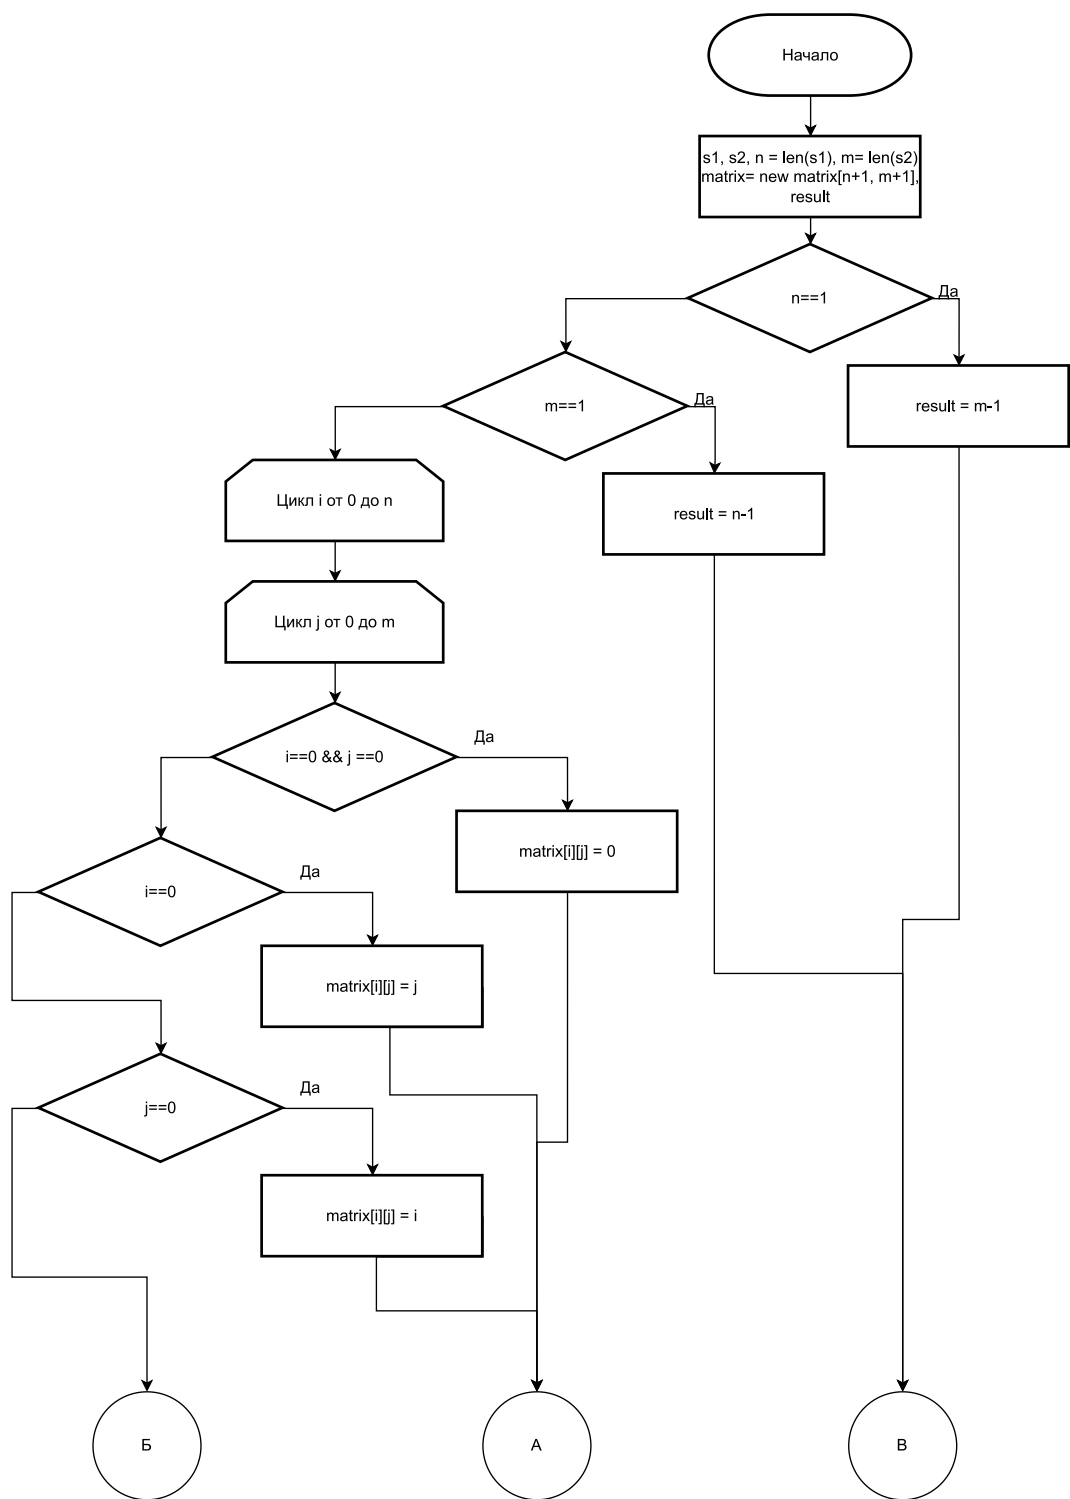 Начало
s1, s2, n = len(s1), m= len(s2)
matrix= new matrix[n+1, m+1],
result
n==1
Да
m==1
Да
result = m-1
Цикл i от 0 до n
result = n-1
Цикл j от 0 до m
i==0 && j ==0
Да
matrix[i][j] = 0
i==0
Да
matrix[i][j] = j
j==0
Да
matrix[i][j] = i
Б
А
В